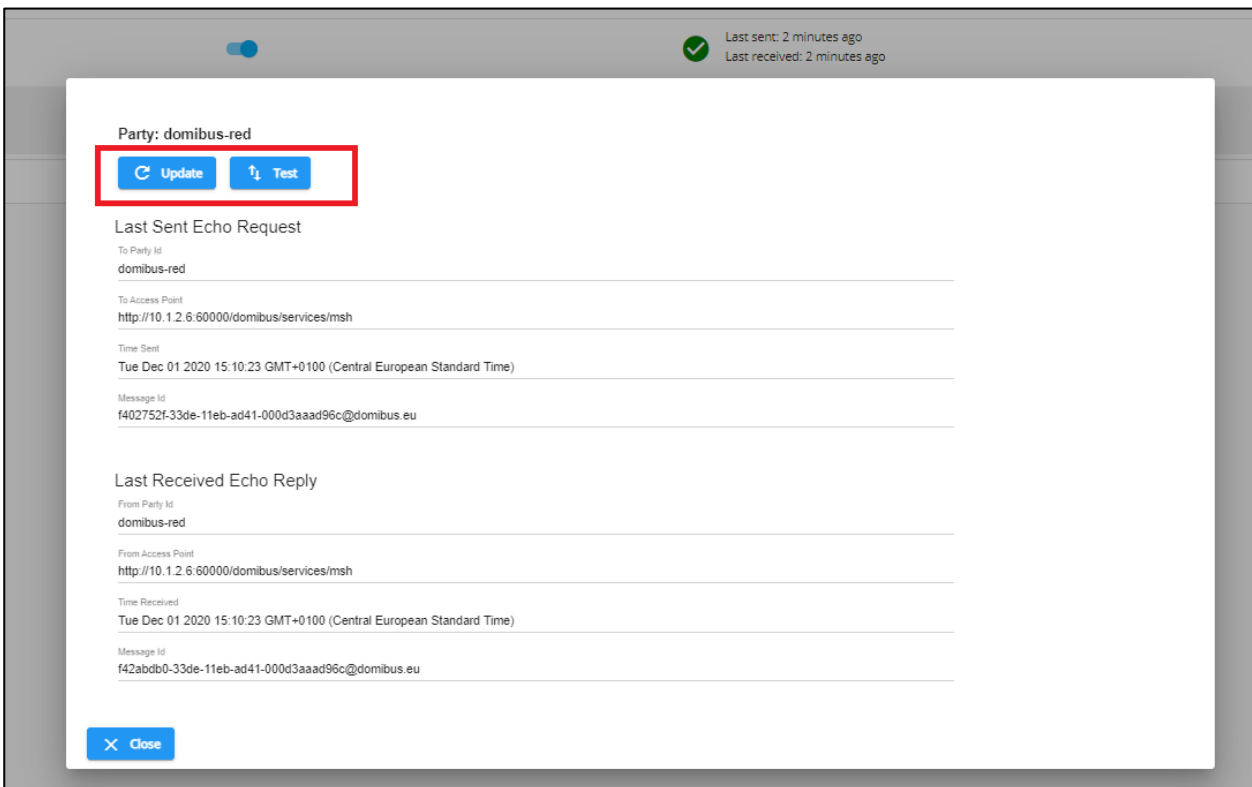 Last sent: 2 minutes ago
Last received: 2 minutes ago
Party: domibus-red
Update
Test
Last Sent Echo Request
To Party Id
domibus-red
To Access Point
http://10.1.2.6:60000/domibus/services/msh
Time Sent
Tue Dec 01 2020 15:10:23 GMT+0100 (Central European Standard Time)
Message Id
f402752f-33de-11eb-ad41-000d3aaad96c@domibus.eu
Last Received Echo Reply
From Party Id
domibus-red
From Access Point
http://10.1.2.6:60000/domibus/services/msh
Time Received
Tue Dec 01 2020 15:10:23 GMT+0100 (Central European Standard Time)
Message Id
f42abdb0-33de-11eb-ad41-000d3aaad96c@domibus.eu
Close